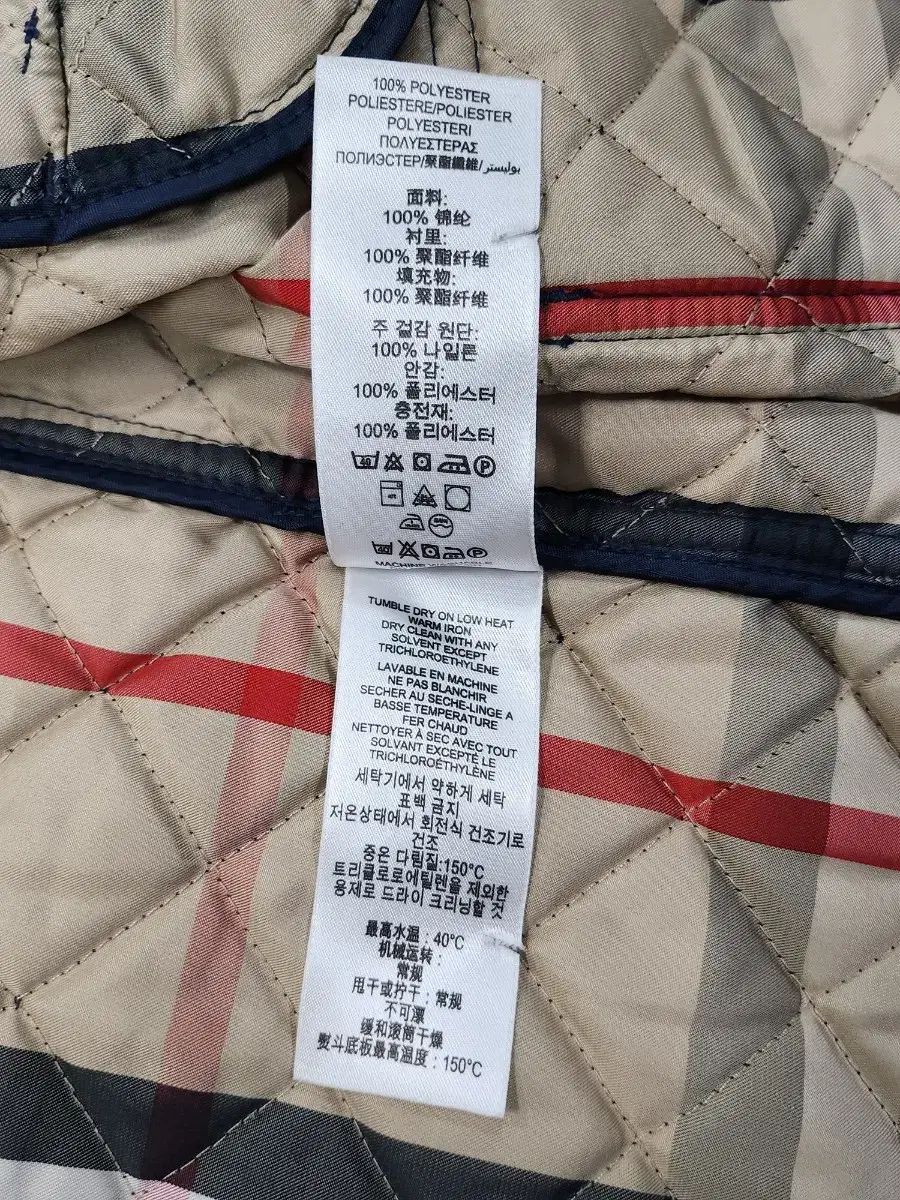 100% POLYESTER
POLIESTERE/POLIESTER
POLYESTERI
ΠΟΛΥΕΣΤΕΡΑΣ
ПОЛИЭСТЕР/聚酯纖維/بوليستر
面料:
100% 锦纶
衬里:
100% 聚酯纤维
填充物:
100% 聚酯纤维
주 겉감 원단:
100% 나일론
안감:
100% 폴리에스터
충전재:
100% 폴리에스터
MACHINE WASHABLE
TUMBLE DRY ON LOW HEAT
WARM IRON
DRY CLEAN WITH ANY
SOLVENT EXCEPT
TRICHLOROETHYLENE
LAVABLE EN MACHINE
NE PAS BLANCHIR
SECHER AU SECHE-LINGE A
BASSE TEMPERATURE
FER CHAUD
NETTOYER À SEC AVEC TOUT
SOLVANT EXCEPTÉ LE
TRICHLOROÉTHYLÈNE
세탁기에서 약하게 세탁
표백 금지
저온상태에서 회전식 건조기로
건조
중온 다림질:150°C
트리클로로에틸렌을 제외한
용제로 드라이 크리닝할 것
最高水温 : 40°C
机械运转 :
常规
甩干或拧干 : 常规
不可漂
缓和滚筒干燥
熨斗底板最高温度 : 150°C